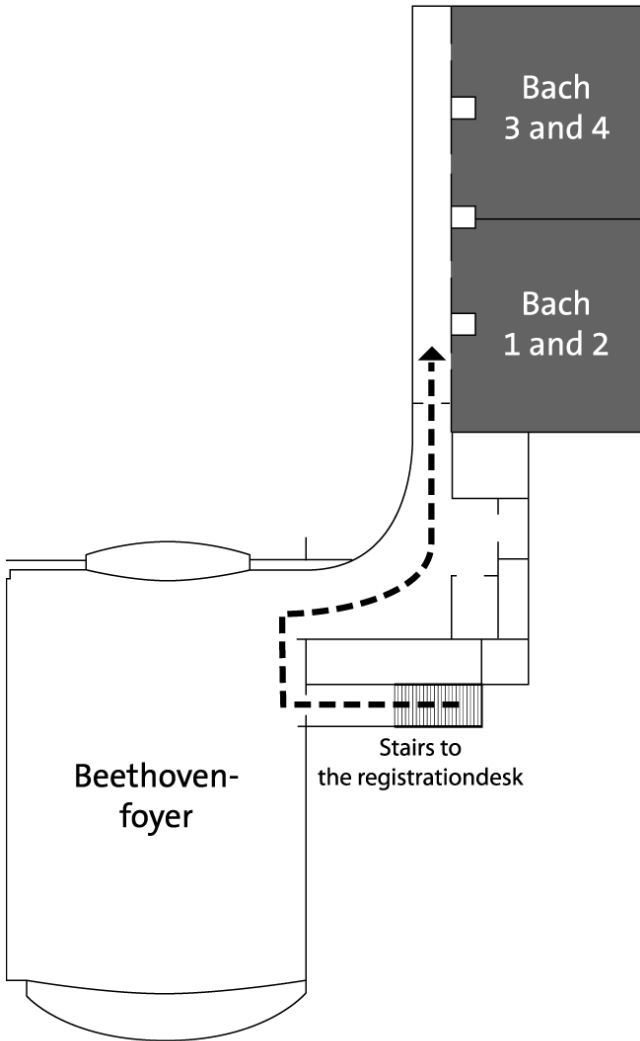 Bach
3 and 4
Bach
1 and 2
Stairs to
the registrationdesk
Beethoven-
foyer